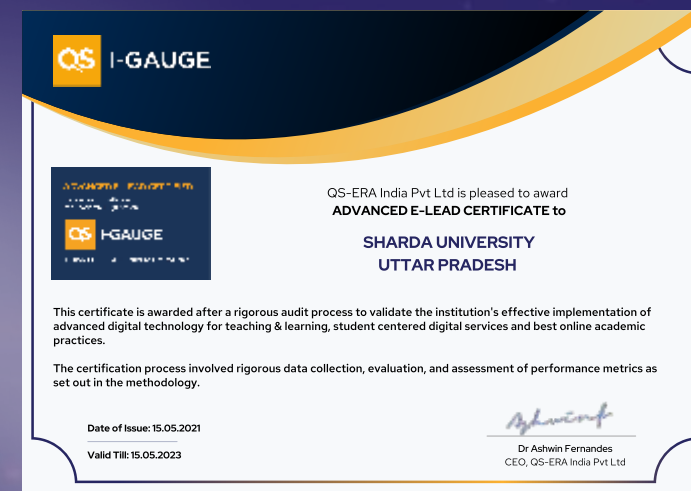 QS I-GAUGE
QS-ERA India Pvt Ltd is pleased to award
ADVANCED E-LEAD CERTIFICATE to
SHARDA UNIVERSITY
UTTAR PRADESH
ADVANCED E-LEAD CERTIFIED
QS I-GAUGE
This certificate is awarded after a rigorous audit process to validate the institution's effective implementation of
advanced digital technology for teaching & learning, student centered digital services and best online academic
practices.
The certification process involved rigorous data collection, evaluation, and assessment of performance metrics as
set out in the methodology.
Date of Issue: 15.05.2021
Valid Till: 15.05.2023
Dr Ashwin Fernandes
CEO, QS-ERA India Pvt Ltd